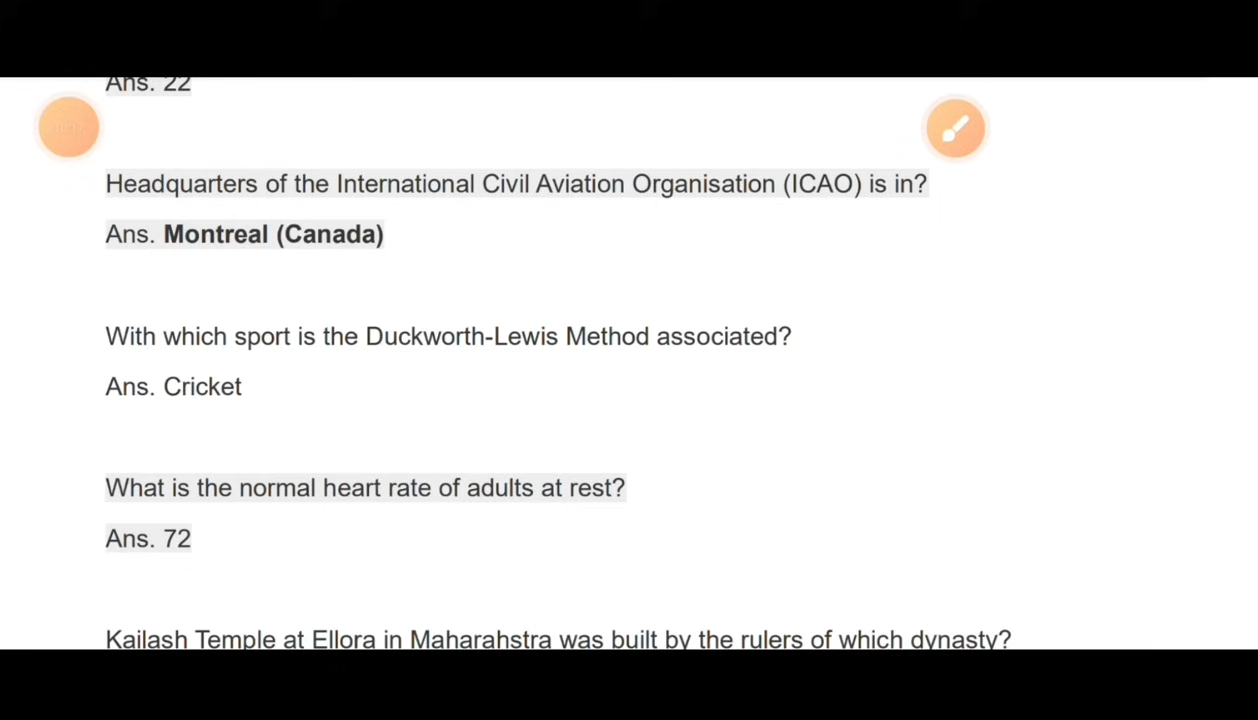 Ans. 22
Headquarters of the International Civil Aviation Organisation (ICAO) is in?
Ans. Montreal (Canada)
With which sport is the Duckworth-Lewis Method associated?
Ans. Cricket
What is the normal heart rate of adults at rest?
Ans. 72
Kailash Temple at Ellora in Maharahstra was built by the rulers of which dynasty?